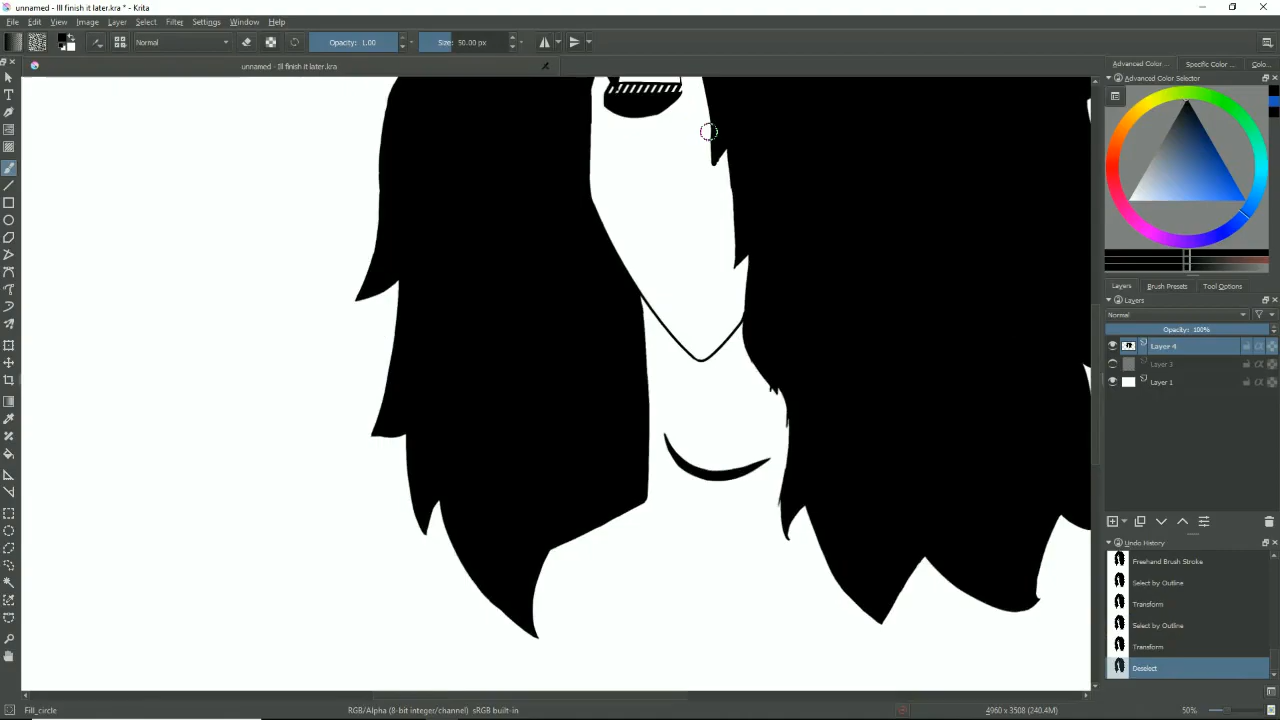 unnamed - Ill finish it later.kra * - Krita
File Edit View Image Layer Select Filter Settings Window Help
Normal Opacity: 1.00 Size: 50.00 px
unnamed - Ill finish it later.kra
Advanced Color ... Specific Color ... Colo...
Advanced Color Selector
Layers Brush Presets Tool Options
Layers
Normal
Opacity: 100%
Layer 4
Layer 3
Layer 1
Undo History
Freehand Brush Stroke
Select by Outline
Transform
Select by Outline
Transform
Deselect
Fill_circle RGB/Alpha (8-bit integer/channel) sRGB built-in 4960 x 3508 (240.4M) 50%